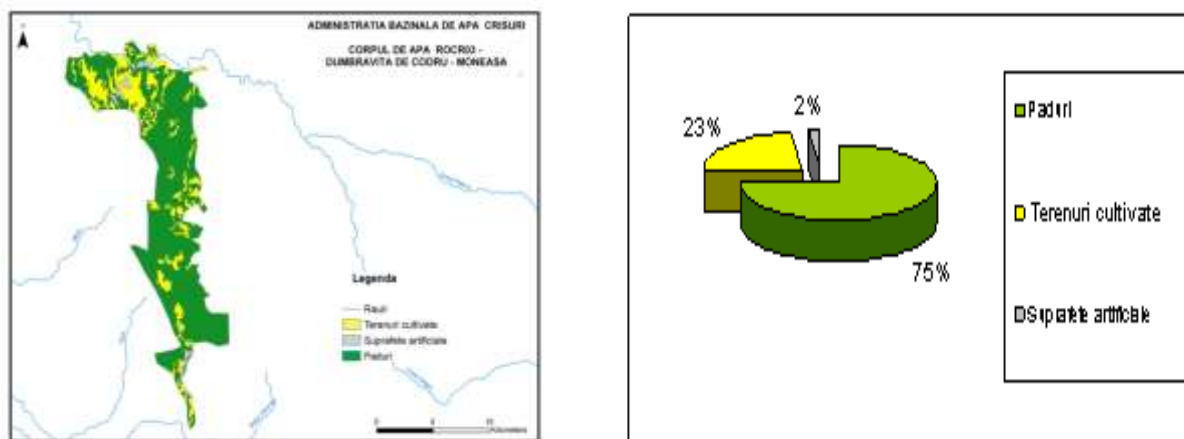 ADMINISTRATIA BAZINALA DE APA CRISURI
CORPUL DE APA ROCR03 -
DUMBRAVITA DE CODRU - MONEASA
Legenda
Rauri
Terenuri cultivate
Suprafete artificiale
Paduri
23%
2%
75%
Paduri
Terenuri cultivate
Suprafete artificiale